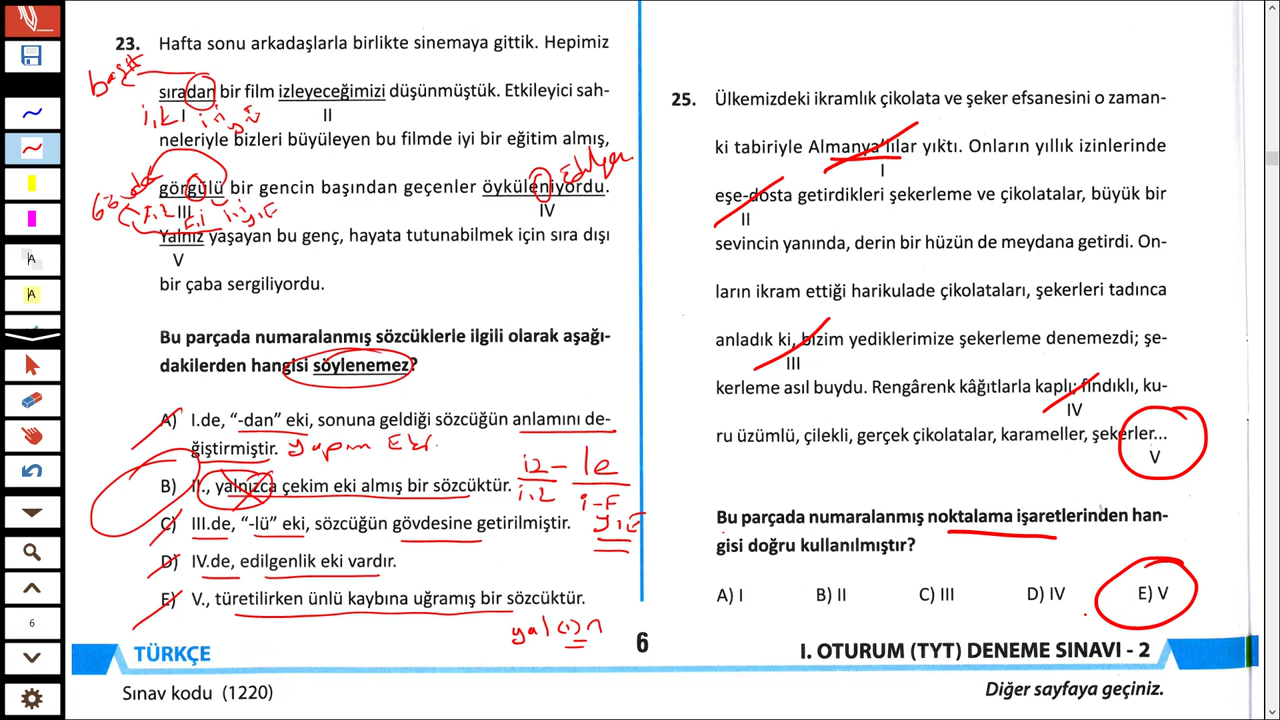 23. Hafta sonu arkadaşlarla birlikte sinemaya gittik. Hepimiz
sıradan bir film izleyeceğimizi düşünmüştük. Etkileyici sah-
I II
neleriyle bizleri büyüleyen bu filmde iyi bir eğitim almış,
görgülü bir gencin başından geçenler öyküleniyordu.
III IV
Yalnız yaşayan bu genç, hayata tutunabilmek için sıra dışı
V
bir çaba sergiliyordu.
Bu parçada numaralanmış sözcüklerle ilgili olarak aşağı-
dakilerden hangisi söylenemez?
A) I.de, “-dan” eki, sonuna geldiği sözcüğün anlamını de-
ğiştirmiştir. yapım Eki
B) II., yalnızca çekim eki almış bir sözcüktür.
iz - le
C) III.de, “-lü” eki, sözcüğün gövdesine getirilmiştir.
y.E
D) IV.de, edilgenlik eki vardır.
E) V., türetilirken ünlü kaybına uğramış bir sözcüktür.
yal(ı)n
25. Ülkemizdeki ikramlık çikolata ve şeker efsanesini o zaman-
ki tabiriyle Almanya’lılar yıktı. Onların yıllık izinlerinde
I
eşe-dosta getirdikleri şekerleme ve çikolatalar, büyük bir
II
sevincin yanında, derin bir hüzün de meydana getirdi. On-
ların ikram ettiği harikulade çikolataları, şekerleri tadınca
anladık ki, bizim yediklerimize şekerleme denemezdi; şe-
III
kerleme asıl buydu. Rengârenk kâğıtlarla kaplı; fındıklı, ku-
IV
ru üzümlü, çilekli, gerçek çikolatalar, karameller, şekerler...
V
Bu parçada numaralanmış noktalama işaretlerinden han-
gisi doğru kullanılmıştır?
A) I B) II C) III D) IV E) V
TÜRKÇE
6
I. OTURUM (TYT) DENEME SINAVI - 2
Sınav kodu (1220)
Diğer sayfaya geçiniz.
A
A
6